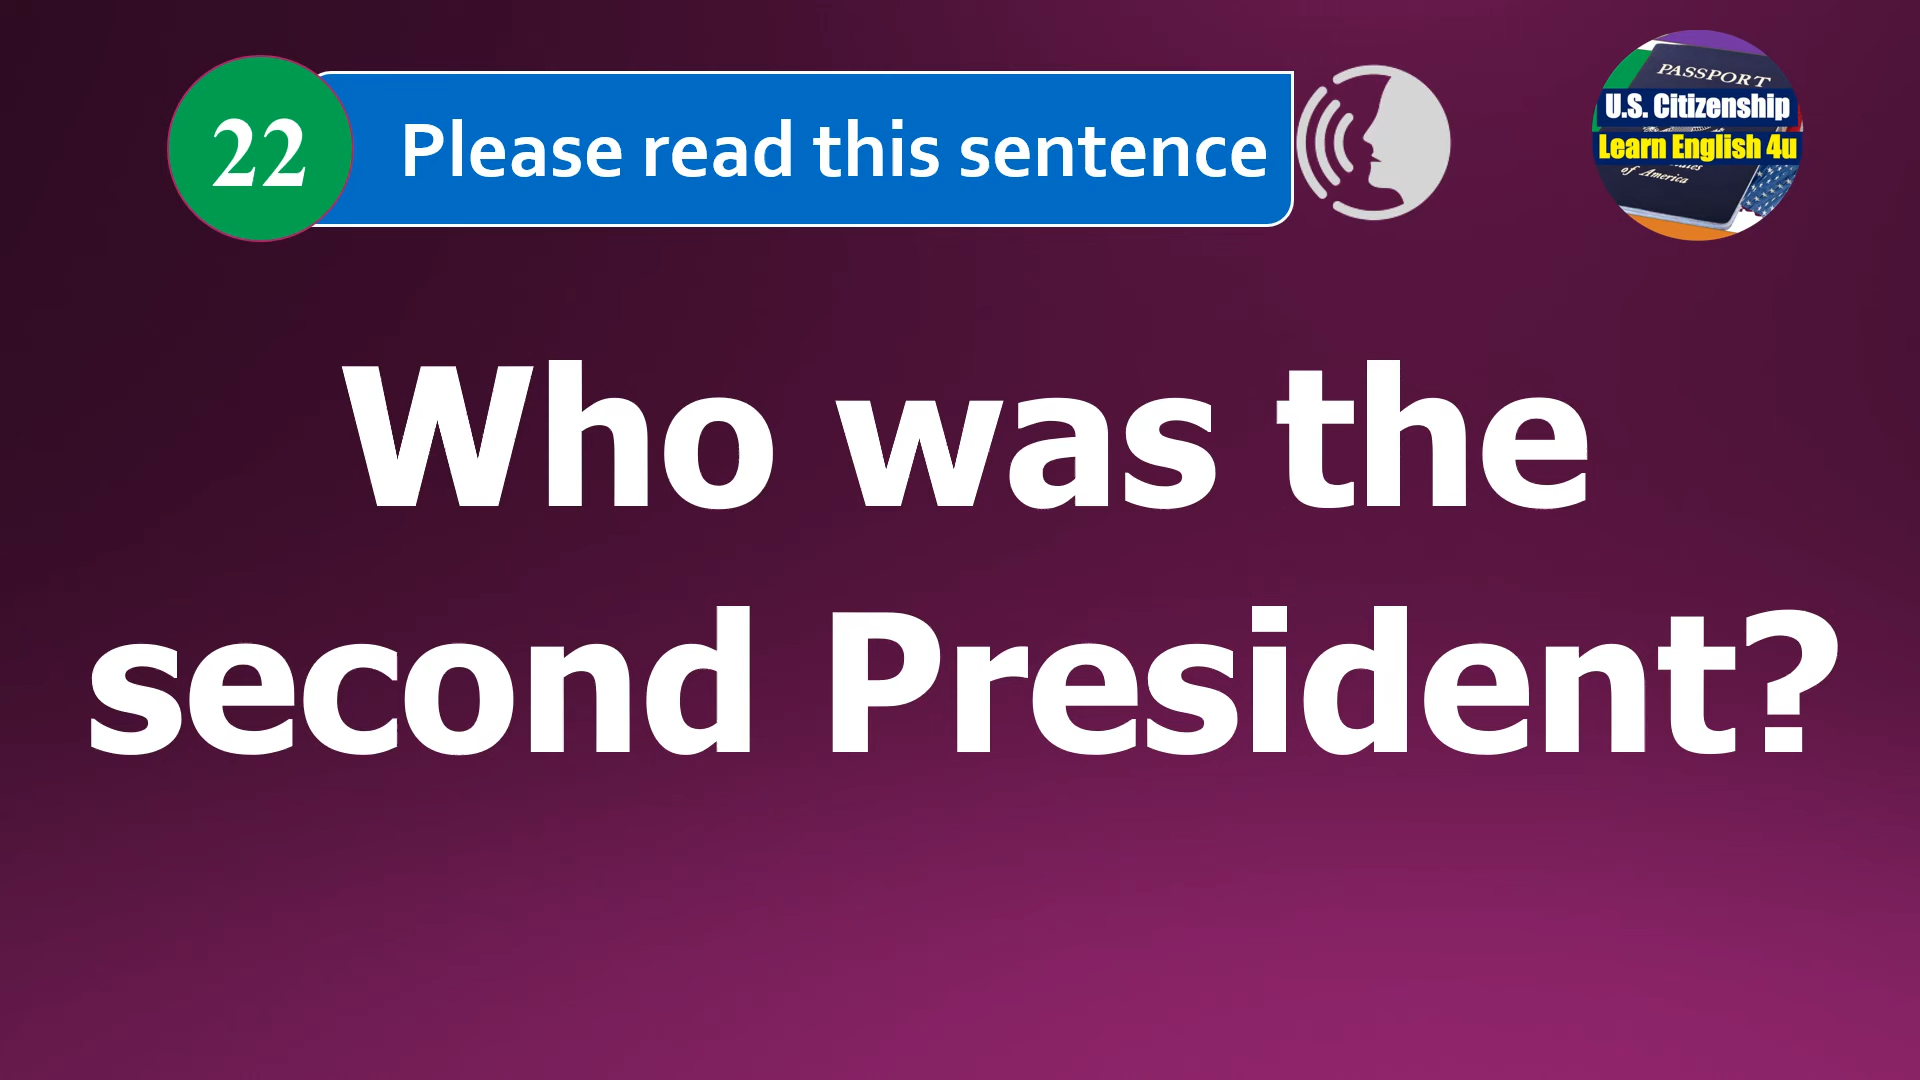 22
Please read this sentence
PASSPORT
U.S. Citizenship
Learn English 4u
of America
Who was the
second President?